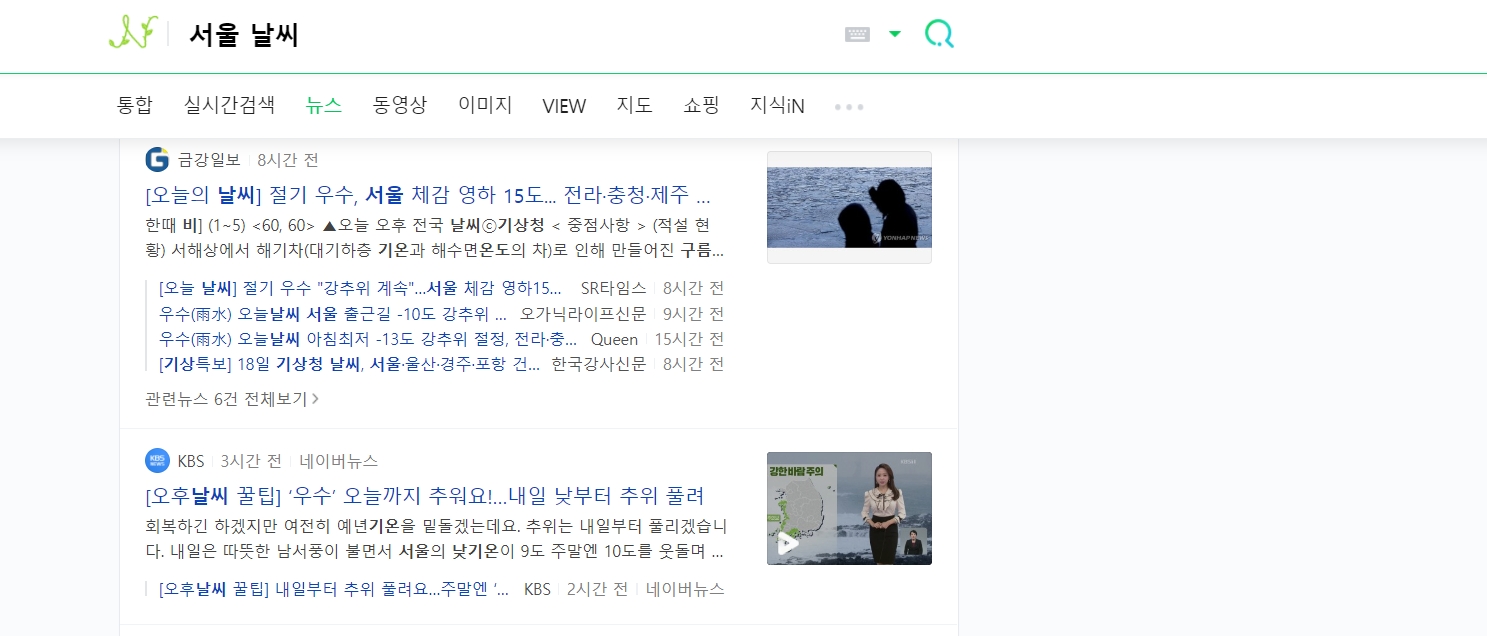 서울 날씨
통합 실시간검색 뉴스 동영상 이미지 VIEW 지도 쇼핑 지식iN
금강일보 8시간 전
[오늘의 날씨] 절기 우수, 서울 체감 영하 15도... 전라·충청·제주 ...
한때 비] (1~5) <60, 60> ▲오늘 오후 전국 날씨ⓒ기상청 < 중점사항 > (적설 현
황) 서해상에서 해기차(대기하층 기온과 해수면온도의 차)로 인해 만들어진 구름...
YONHAPNEWS
[오늘 날씨] 절기 우수 "강추위 계속"...서울 체감 영하15... SR타임스 8시간 전
우수(雨水) 오늘날씨 서울 출근길 -10도 강추위 ... 오가닉라이프신문 9시간 전
우수(雨水) 오늘날씨 아침최저 -13도 강추위 절정, 전라·충... Queen 15시간 전
[기상특보] 18일 기상청 날씨, 서울·울산·경주·포항 건... 한국강사신문 8시간 전
관련뉴스 6건 전체보기
KBS NEWS
KBS 3시간 전 네이버뉴스
강한 바람 주의
[오후날씨 꿀팁] ‘우수’ 오늘까지 추워요!...내일 낮부터 추위 풀려
회복하긴 하겠지만 여전히 예년기온을 밑돌겠는데요. 추위는 내일부터 풀리겠습니
다. 내일은 따뜻한 남서풍이 불면서 서울의 낮기온이 9도 주말엔 10도를 웃돌며 ...
[오후날씨 꿀팁] 내일부터 추위 풀려요...주말엔 ‘... KBS 2시간 전 네이버뉴스